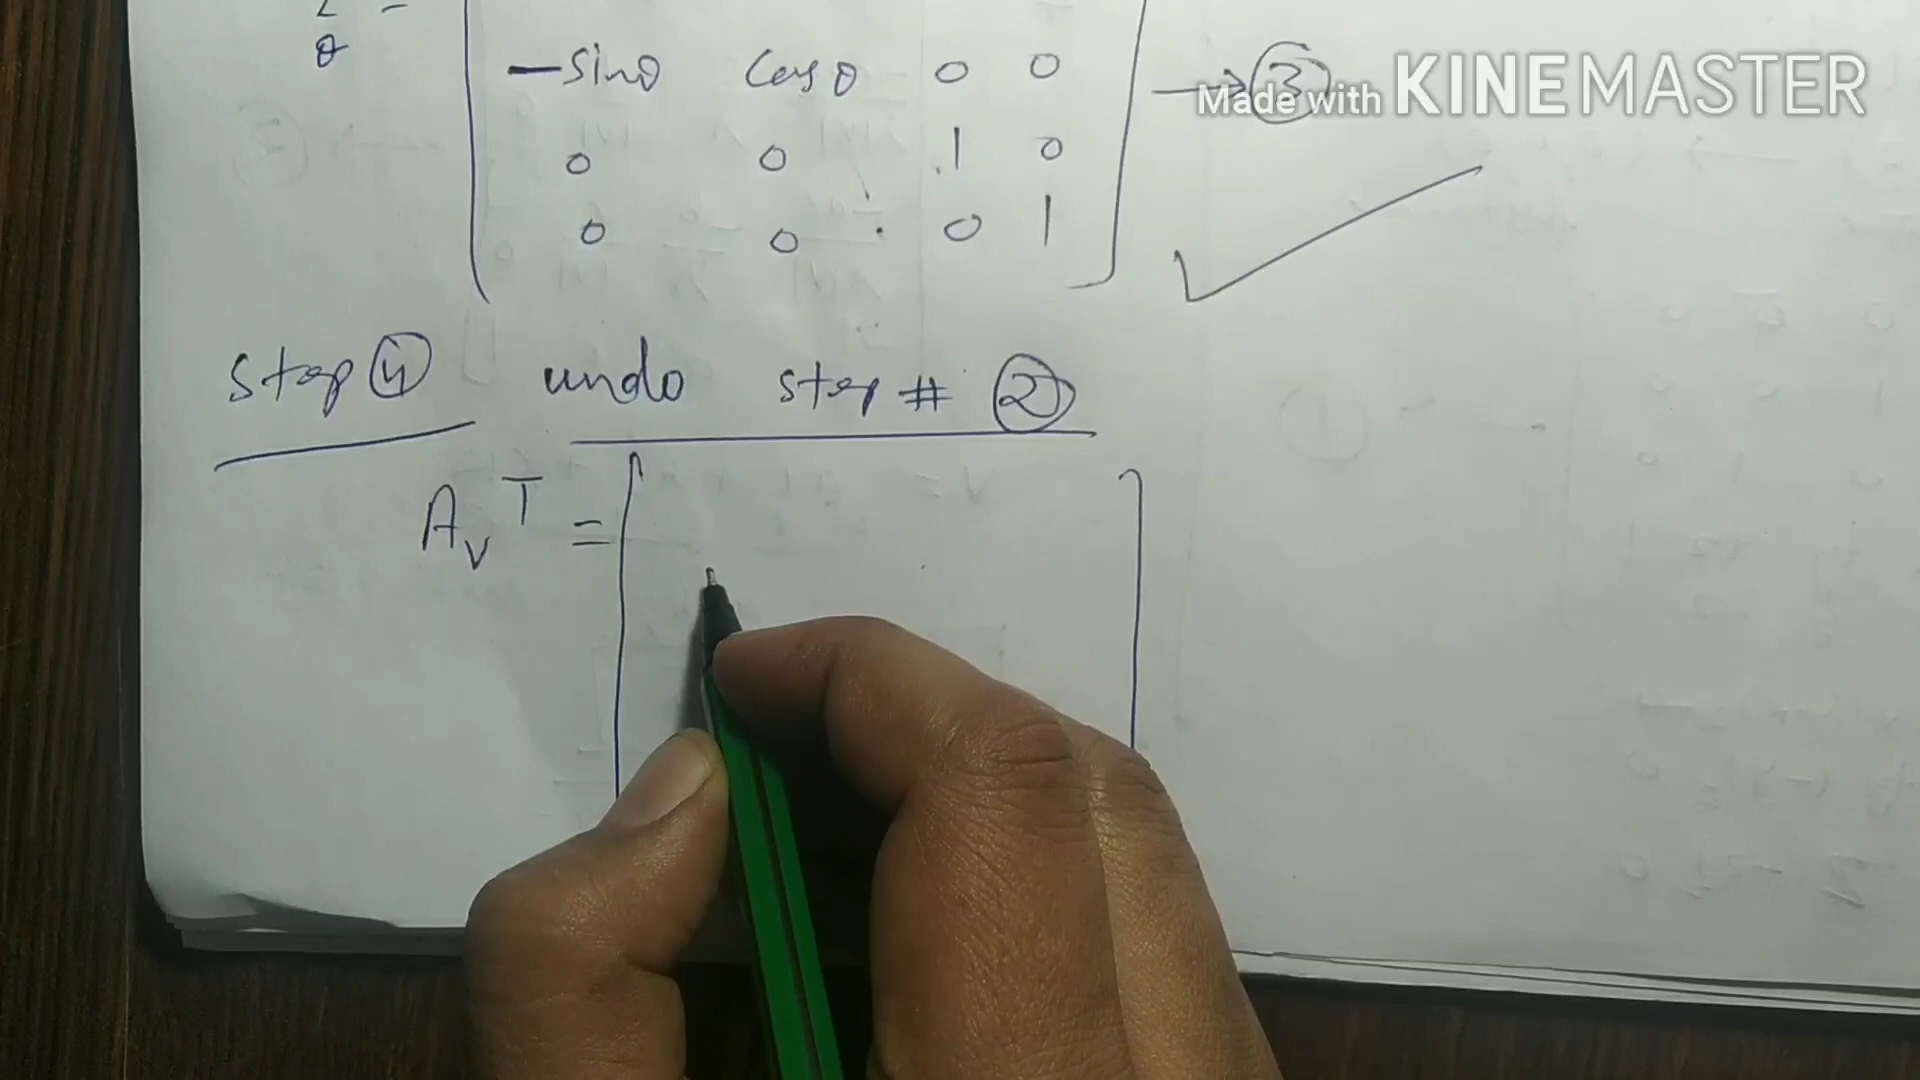 θ
-Sinθ Cosθ 0 0 → ③
0 0 1 0
0 0 0 1
Made with KINEMASTER
Step ④ undo step # ②
A_V T =